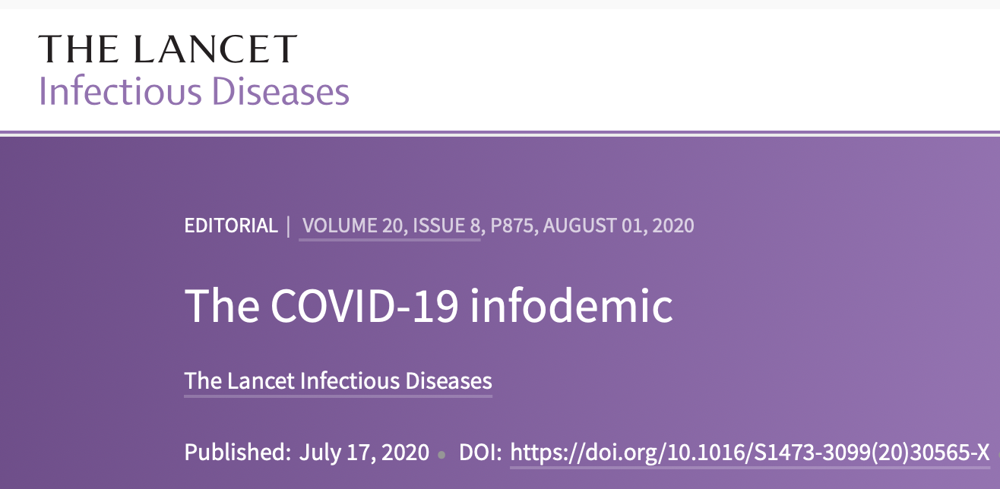 THE LANCET
Infectious Diseases
EDITORIAL | VOLUME 20, ISSUE 8, P875, AUGUST 01, 2020
The COVID-19 infodemic
The Lancet Infectious Diseases
Published: July 17, 2020 • DOI: https://doi.org/10.1016/S1473-3099(20)30565-X